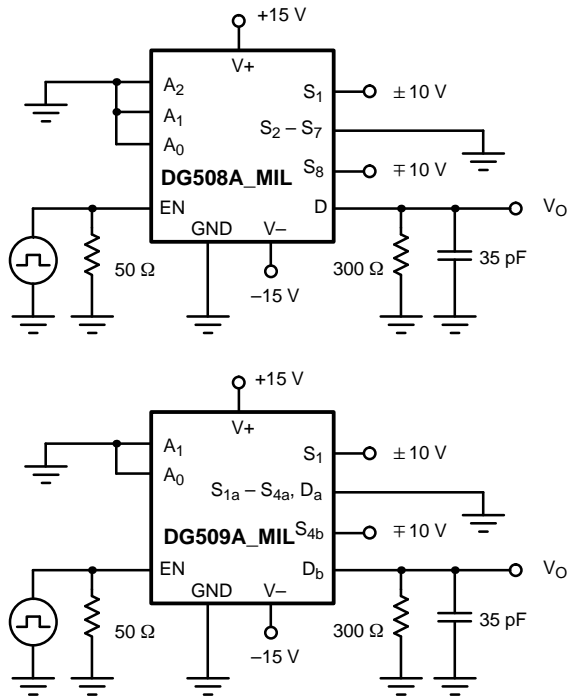 +15 V
V+
A2
S1
± 10 V
A1
S2 – S7
A0
S8
∓ 10 V
DG508A_MIL
EN
D
VO
GND
V–
50 Ω
300 Ω
35 pF
–15 V
+15 V
V+
A1
S1
± 10 V
A0
S1a – S4a, Da
S4b
∓ 10 V
DG509A_MIL
EN
Db
VO
GND
V–
50 Ω
300 Ω
35 pF
–15 V